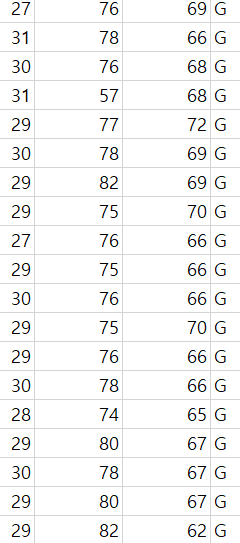 27 76 69 G
31 78 66 G
30 76 68 G
31 57 68 G
29 77 72 G
30 78 69 G
29 82 69 G
29 75 70 G
27 76 66 G
29 75 66 G
30 76 66 G
29 75 70 G
29 76 66 G
30 78 66 G
28 74 65 G
29 80 67 G
30 78 67 G
29 80 67 G
29 82 62 G